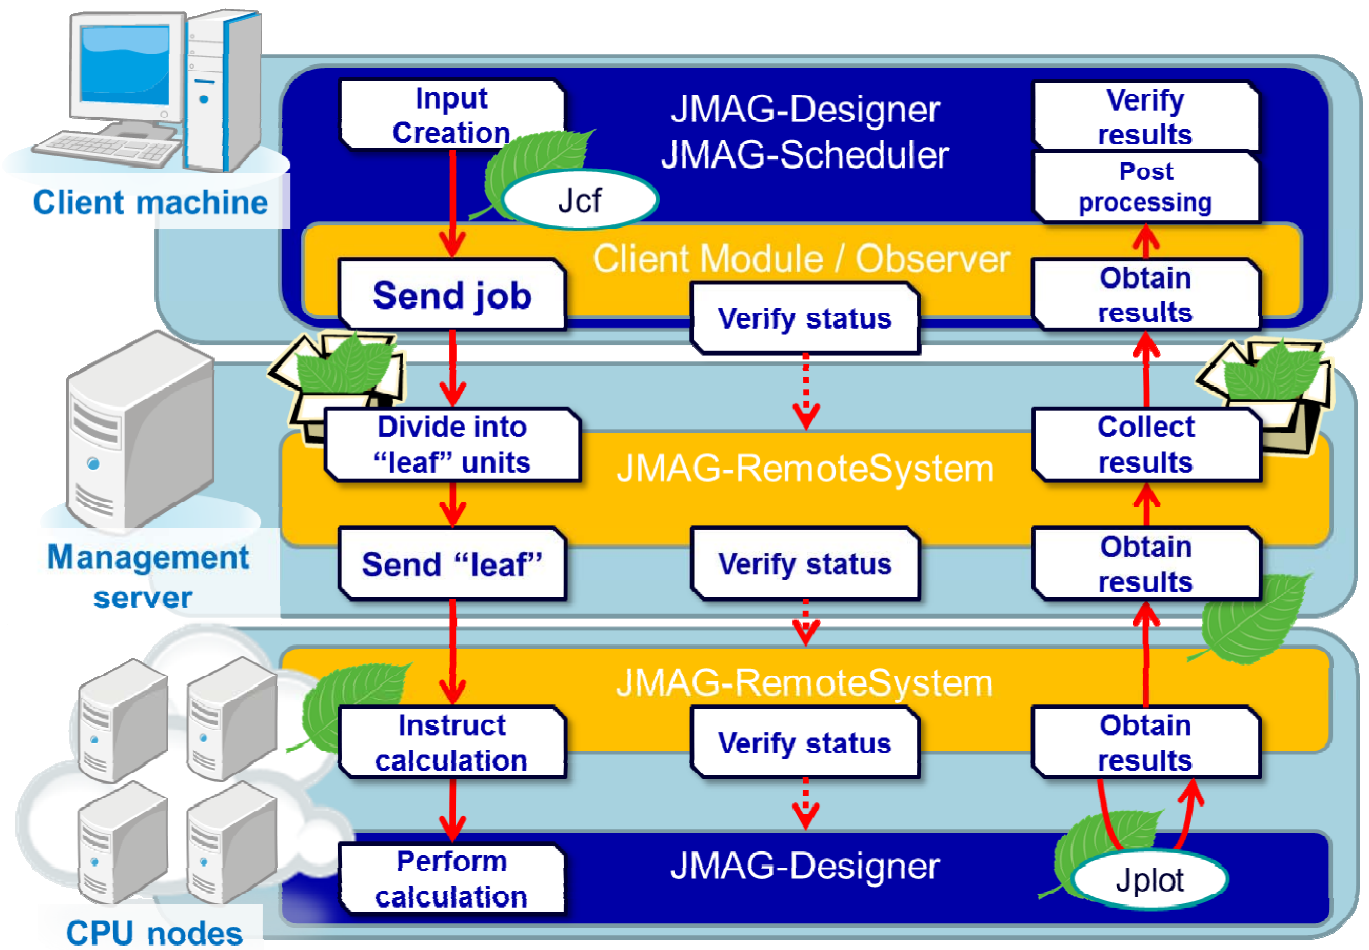 Input
Creation
JMAG-Designer
JMAG-Scheduler
Verify
results
Post
processing
Jcf
Client machine
Client Module / Observer
Send job
Verify status
Obtain
results
Divide into
“leaf” units
JMAG-RemoteSystem
Collect
results
Management
server
Send “leaf”
Verify status
Obtain
results
JMAG-RemoteSystem
Instruct
calculation
Verify status
Obtain
results
Perform
calculation
JMAG-Designer
Jplot
CPU nodes